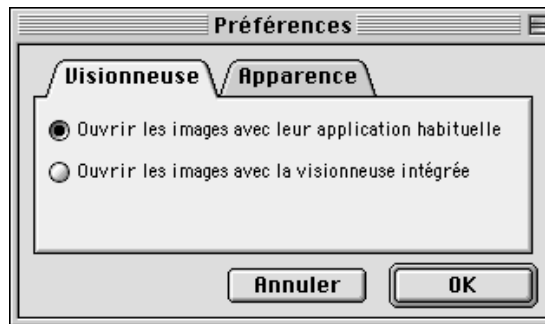 Préférences
Visionneuse Apparence
Ouvrir les images avec leur application habituelle
Ouvrir les images avec la visionneuse intégrée
Annuler OK